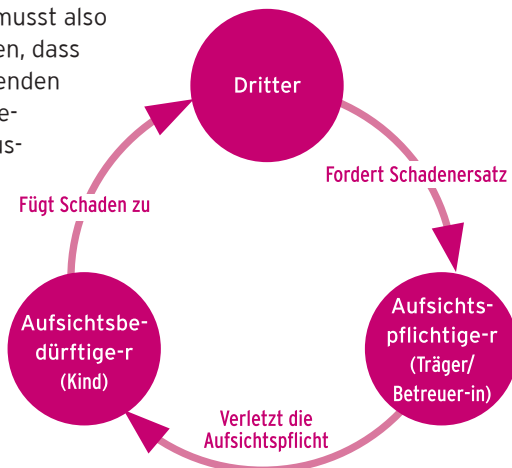 musst also
en, dass
enden
e-
us-
Dritter
Fordert Schadenersatz
Fügt Schaden zu
Aufsichts-
pflichtige-r
(Träger/
Betreuer-in)
Aufsichtsbe-
dürftige-r
(Kind)
Verletzt die
Aufsichtspflicht